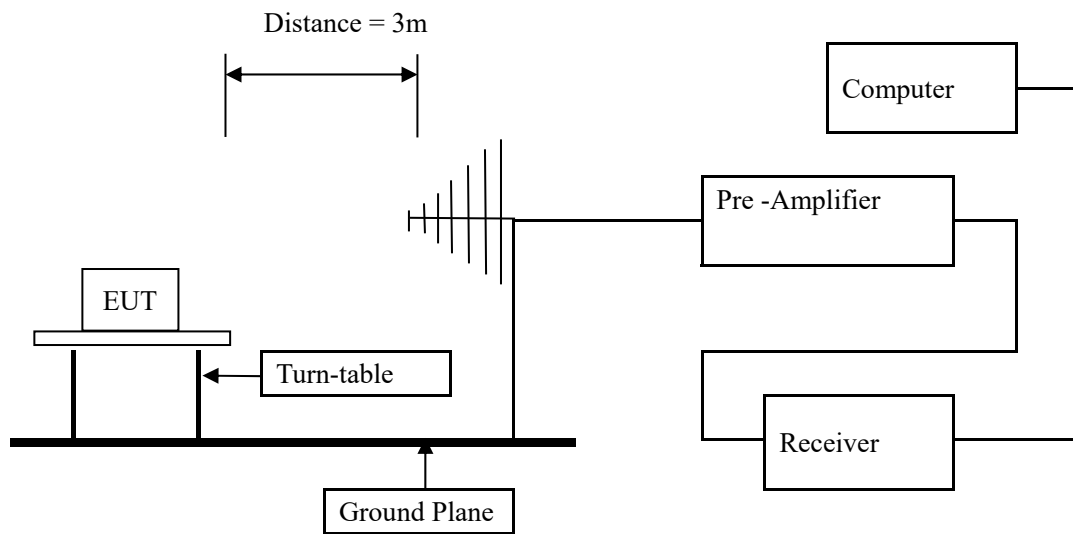 Distance = 3m
Computer
Pre -Amplifier
EUT
Turn-table
Receiver
Ground Plane